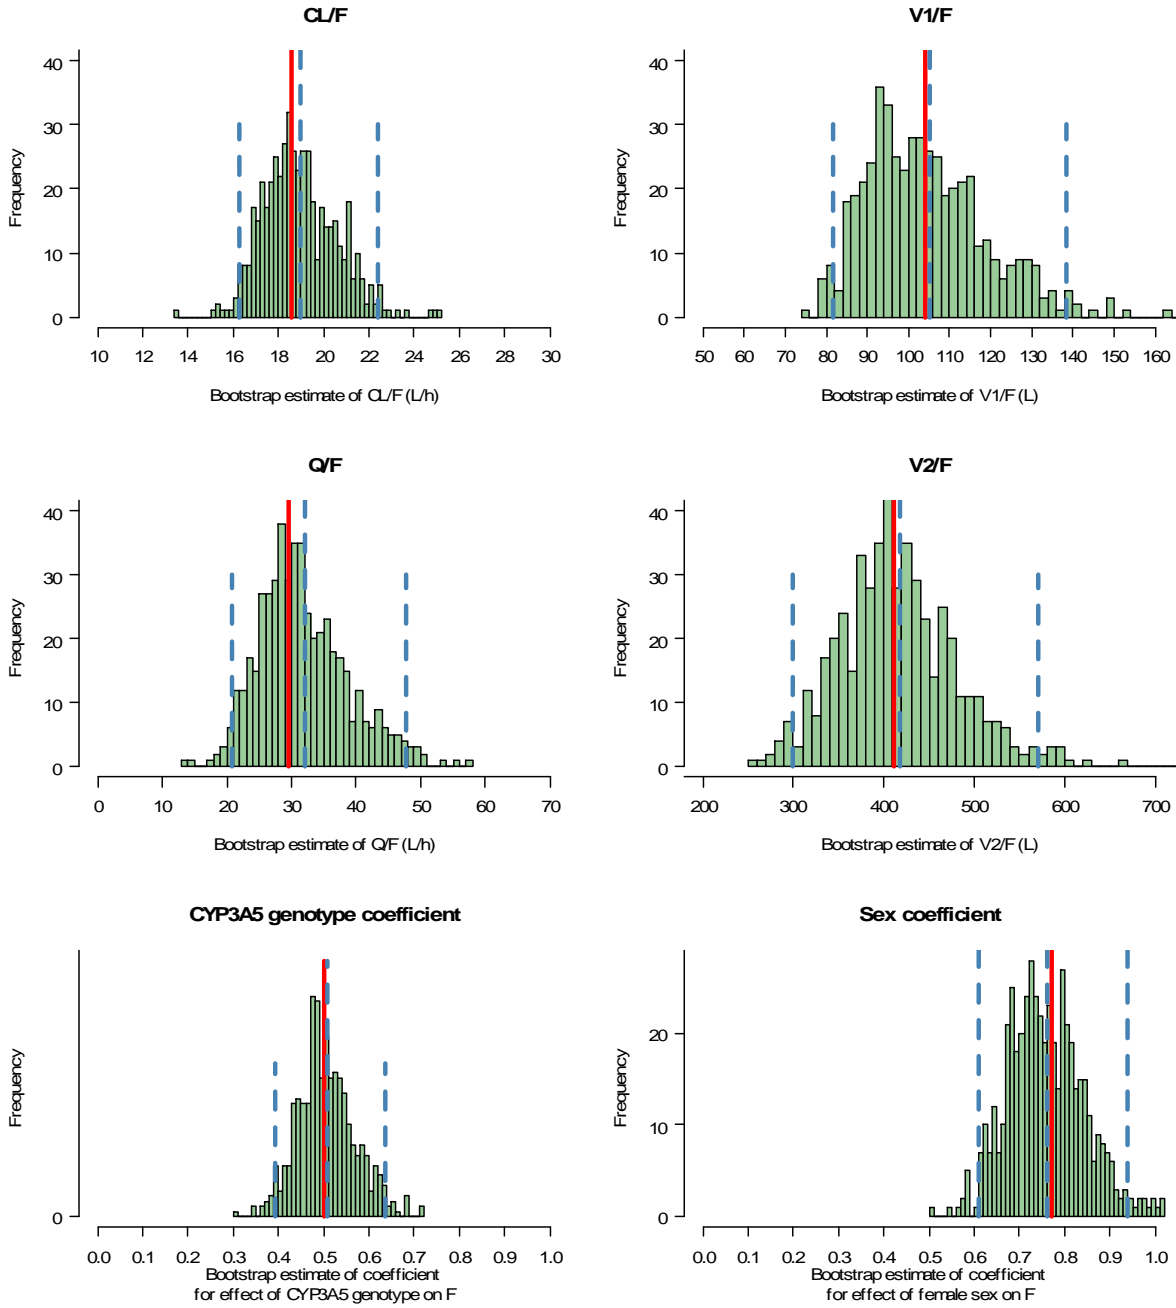 CL/F
V1/F
Frequency
40
30
20
10
0
10 12 14 16 18 20 22 24 26 28 30
Bootstrap estimate of CL/F (L/h)
Frequency
40
30
20
10
0
50 60 70 80 90 100 110 120 130 140 150 160
Bootstrap estimate of V1/F (L)
Q/F
V2/F
Frequency
40
30
20
10
0
0 10 20 30 40 50 60 70
Bootstrap estimate of Q/F (L/h)
Frequency
40
30
20
10
0
200 300 400 500 600 700
Bootstrap estimate of V2/F (L)
CYP3A5 genotype coefficient
Sex coefficient
Frequency
0
0.0 0.1 0.2 0.3 0.4 0.5 0.6 0.7 0.8 0.9 1.0
Bootstrap estimate of coefficient
for effect of CYP3A5 genotype on F
Frequency
20
10
0
0.0 0.1 0.2 0.3 0.4 0.5 0.6 0.7 0.8 0.9 1.0
Bootstrap estimate of coefficient
for effect of female sex on F